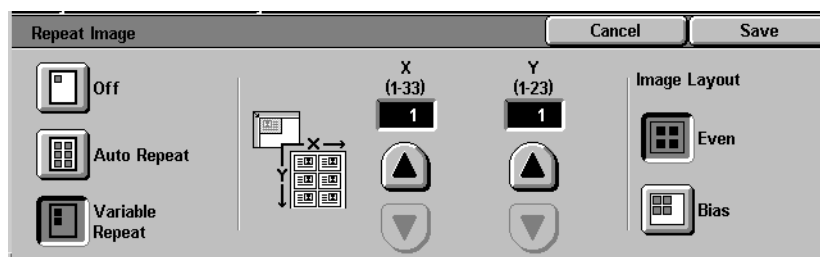 Repeat Image
Cancel
Save
Off
Auto Repeat
Variable
Repeat
X
(1-33)
1
Y
(1-23)
1
X
Y
Image Layout
Even
Bias